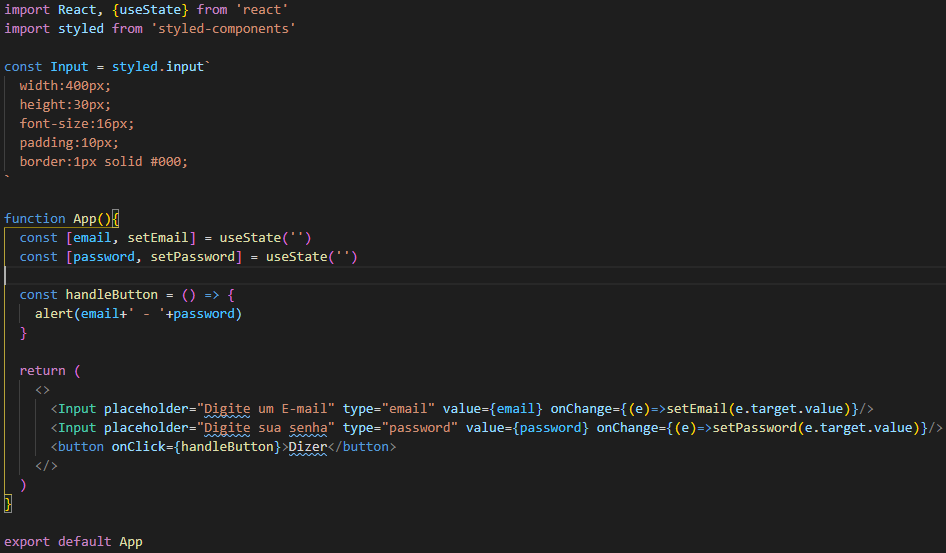 import React, {useState} from 'react'
import styled from 'styled-components'
const Input = styled.input`
width:400px;
height:30px;
font-size:16px;
padding:10px;
border:1px solid #000;
`
function App(){
const [email, setEmail] = useState('')
const [password, setPassword] = useState('')
const handleButton = () => {
alert(email+' - '+password)
}
return (
<>
<Input placeholder="Digite um E-mail" type="email" value={email} onChange={(e)=>setEmail(e.target.value)}/>
<Input placeholder="Digite sua senha" type="password" value={password} onChange={(e)=>setPassword(e.target.value)}/>
<button onClick={handleButton}>Dizer</button>
</>
)
}
export default App